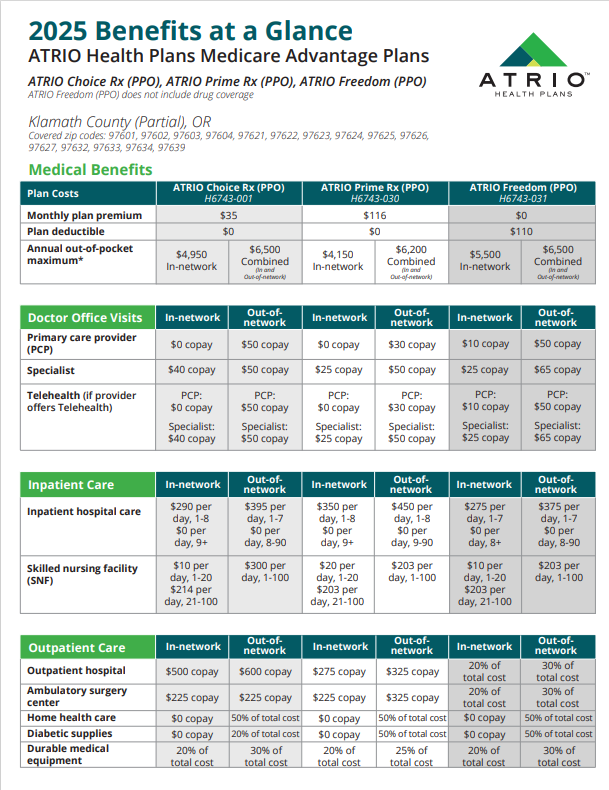 2025 Benefits at a Glance
ATRIO Health Plans Medicare Advantage Plans
ATRIO Choice Rx (PPO), ATRIO Prime Rx (PPO), ATRIO Freedom (PPO)
ATRIO Freedom (PPO) does not include drug coverage
ATRIO™
HEALTH PLANS
Klamath County (Partial), OR
Covered zip codes: 97601, 97602, 97603, 97604, 97621, 97622, 97623, 97624, 97625, 97626,
97627, 97632, 97633, 97634, 97639
Medical Benefits
Plan Costs ATRIO Choice Rx (PPO) H6743-001 ATRIO Prime Rx (PPO) H6743-030 ATRIO Freedom (PPO) H6743-031
Monthly plan premium $35 $116 $0
Plan deductible $0 $0 $110
Annual out-of-pocket maximum* $4,950 In-network $6,500 Combined (In and Out-of-network) $4,150 In-network $6,200 Combined (In and Out-of-network) $5,500 In-network $6,500 Combined (In and Out-of-network)
Doctor Office Visits In-network Out-of-network In-network Out-of-network In-network Out-of-network
Primary care provider (PCP) $0 copay $50 copay $0 copay $30 copay $10 copay $50 copay
Specialist $40 copay $50 copay $25 copay $50 copay $25 copay $65 copay
Telehealth (if provider offers Telehealth) PCP: $0 copay PCP: $50 copay PCP: $0 copay PCP: $30 copay PCP: $10 copay PCP: $50 copay
Specialist: $40 copay Specialist: $50 copay Specialist: $25 copay Specialist: $50 copay Specialist: $25 copay Specialist: $65 copay
Inpatient Care In-network Out-of-network In-network Out-of-network In-network Out-of-network
Inpatient hospital care $290 per day, 1-8 $0 per day, 9+ $395 per day, 1-7 $0 per day, 8-90 $350 per day, 1-8 $0 per day, 9+ $450 per day, 1-8 $0 per day, 9-90 $275 per day, 1-7 $0 per day, 8+ $375 per day, 1-7 $0 per day, 8-90
Skilled nursing facility (SNF) $10 per day, 1-20 $214 per day, 21-100 $300 per day, 1-100 $20 per day, 1-20 $203 per day, 21-100 $203 per day, 1-100 $10 per day, 1-20 $203 per day, 21-100 $203 per day, 1-100
Outpatient Care In-network Out-of-network In-network Out-of-network In-network Out-of-network
Outpatient hospital $500 copay $600 copay $275 copay $325 copay 20% of total cost 30% of total cost
Ambulatory surgery center $225 copay $225 copay $225 copay $325 copay 20% of total cost 30% of total cost
Home health care $0 copay 50% of total cost $0 copay 50% of total cost $0 copay 50% of total cost
Diabetic supplies $0 copay 20% of total cost $0 copay 50% of total cost $0 copay 50% of total cost
Durable medical equipment 20% of total cost 30% of total cost 20% of total cost 25% of total cost 20% of total cost 30% of total cost